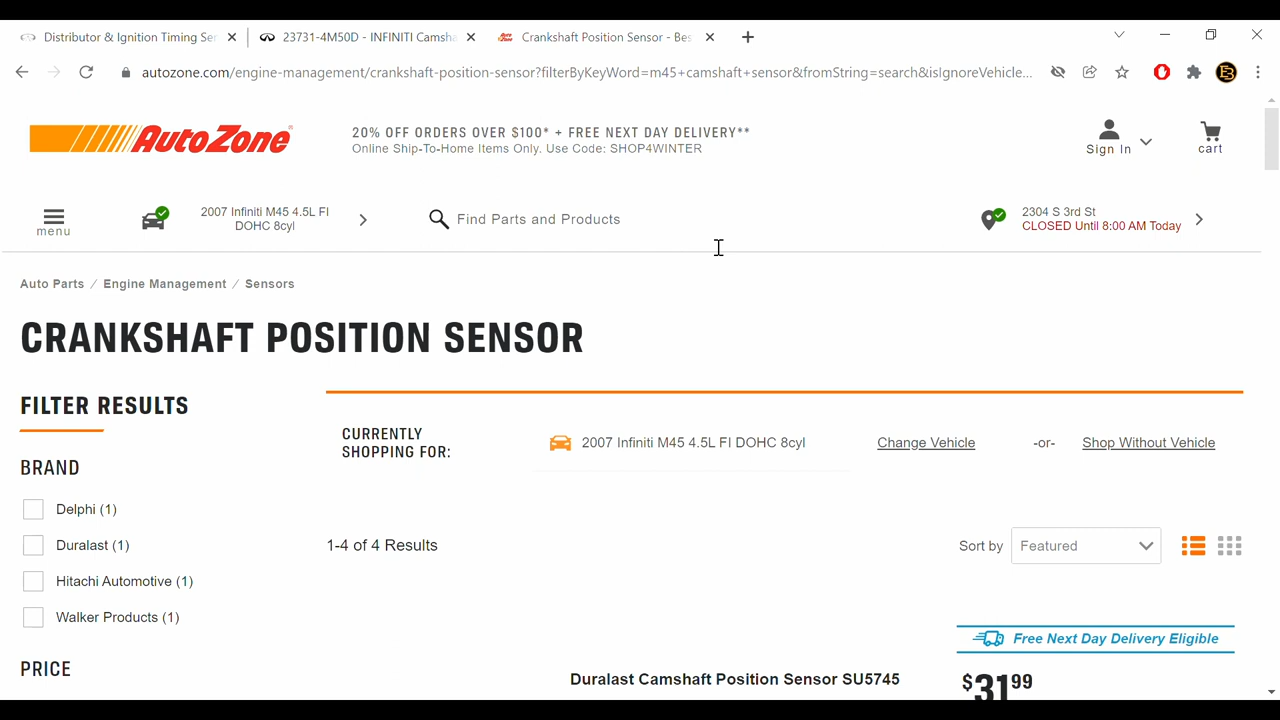 Distributor & Ignition Timing Ser
23731-4M50D - INFINITI Camsha
Crankshaft Position Sensor - Bes
autozone.com/engine-management/crankshaft-position-sensor?filterByKeyWord=m45+camshaft+sensor&fromString=search&isIgnoreVehicle...
AutoZone
20% OFF ORDERS OVER $100* + FREE NEXT DAY DELIVERY**
Online Ship-To-Home Items Only. Use Code: SHOP4WINTER
Sign In
cart
menu
2007 Infiniti M45 4.5L FI
DOHC 8cyl
Find Parts and Products
2304 S 3rd St
CLOSED Until 8:00 AM Today
Auto Parts / Engine Management / Sensors
CRANKSHAFT POSITION SENSOR
FILTER RESULTS
BRAND
Delphi (1)
Duralast (1)
Hitachi Automotive (1)
Walker Products (1)
PRICE
CURRENTLY
SHOPPING FOR:
2007 Infiniti M45 4.5L FI DOHC 8cyl
Change Vehicle
-or-
Shop Without Vehicle
1-4 of 4 Results
Sort by
Featured
Free Next Day Delivery Eligible
Duralast Camshaft Position Sensor SU5745
$3199